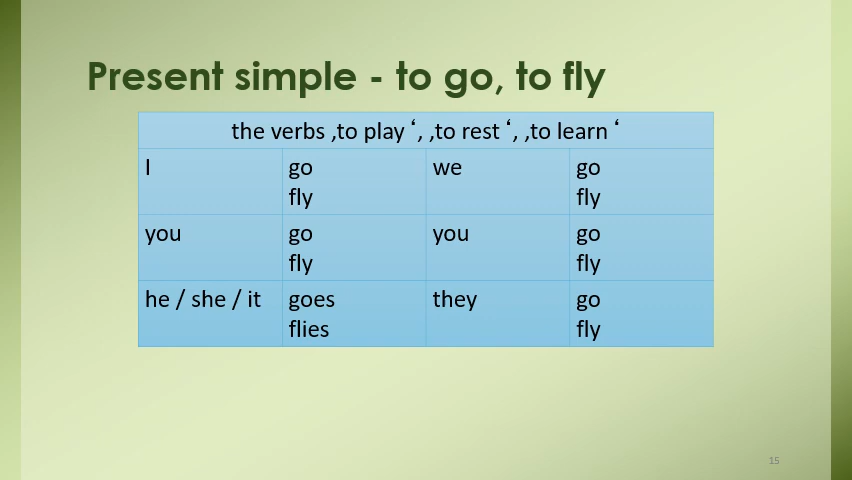 Present simple - to go, to fly
the verbs ‚to play ‘, ‚to rest ‘, ‚to learn ‘
I go we go
fly fly
you go you go
fly fly
he / she / it goes they go
flies fly
15